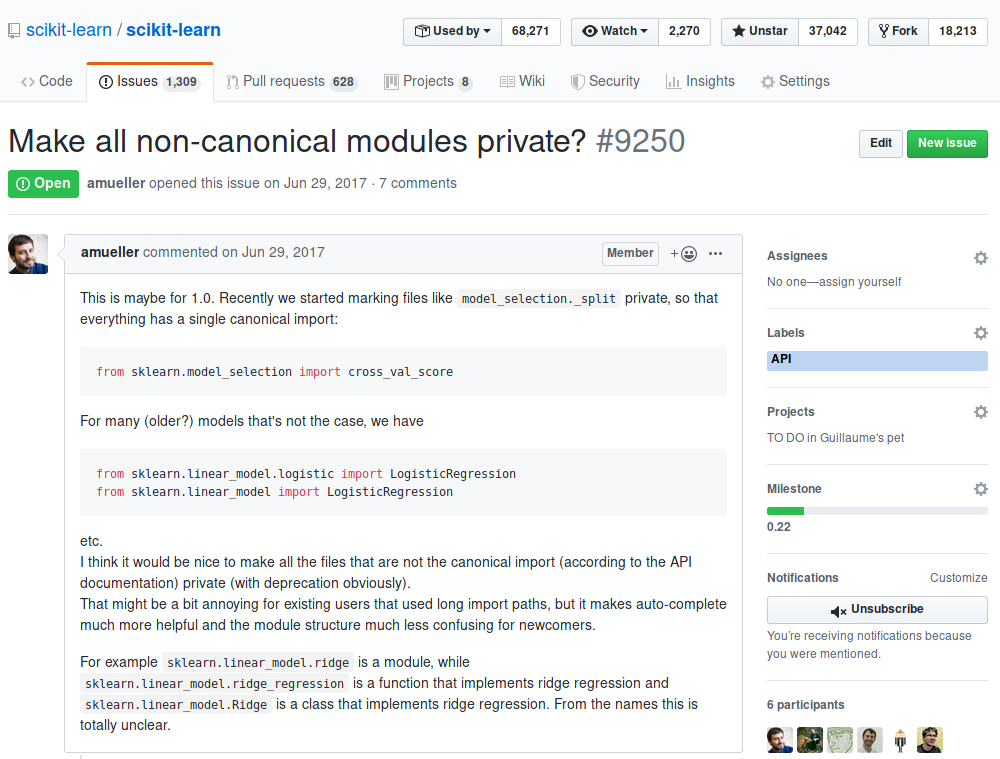 scikit-learn / scikit-learn
Used by 68,271 Watch 2,270 Unstar 37,042 Fork 18,213
Code Issues 1,309 Pull requests 628 Projects 8 Wiki Security Insights Settings
Make all non-canonical modules private? #9250
Edit New issue
Open amueller opened this issue on Jun 29, 2017 · 7 comments
amueller commented on Jun 29, 2017
Member
This is maybe for 1.0. Recently we started marking files like model_selection._split private, so that
everything has a single canonical import:
from sklearn.model_selection import cross_val_score
For many (older?) models that's not the case, we have
from sklearn.linear_model.logistic import LogisticRegression
from sklearn.linear_model import LogisticRegression
etc.
I think it would be nice to make all the files that are not the canonical import (according to the API
documentation) private (with deprecation obviously).
That might be a bit annoying for existing users that used long import paths, but it makes auto-complete
much more helpful and the module structure much less confusing for newcomers.
For example sklearn.linear_model.ridge is a module, while
sklearn.linear_model.ridge_regression is a function that implements ridge regression and
sklearn.linear_model.Ridge is a class that implements ridge regression. From the names this is
totally unclear.
Assignees
No one—assign yourself
Labels
API
Projects
TO DO in Guillaume's pet
Milestone
0.22
Notifications Customize
Unsubscribe
You're receiving notifications because
you were mentioned.
6 participants